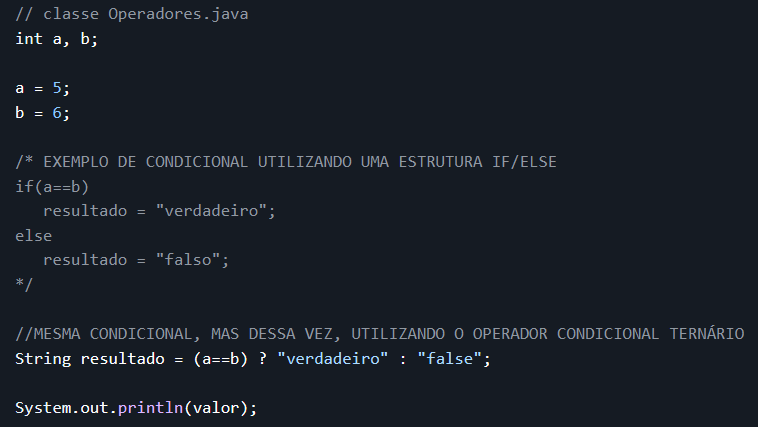 // classe Operadores.java
int a, b;

a = 5;
b = 6;

/* EXEMPLO DE CONDICIONAL UTILIZANDO UMA ESTRUTURA IF/ELSE
if(a==b)
   resultado = "verdadeiro";
else
   resultado = "falso";
*/

//MESMA CONDICIONAL, MAS DESSA VEZ, UTILIZANDO O OPERADOR CONDICIONAL TERNÁRIO
String resultado = (a==b) ? "verdadeiro" : "false";

System.out.println(valor);